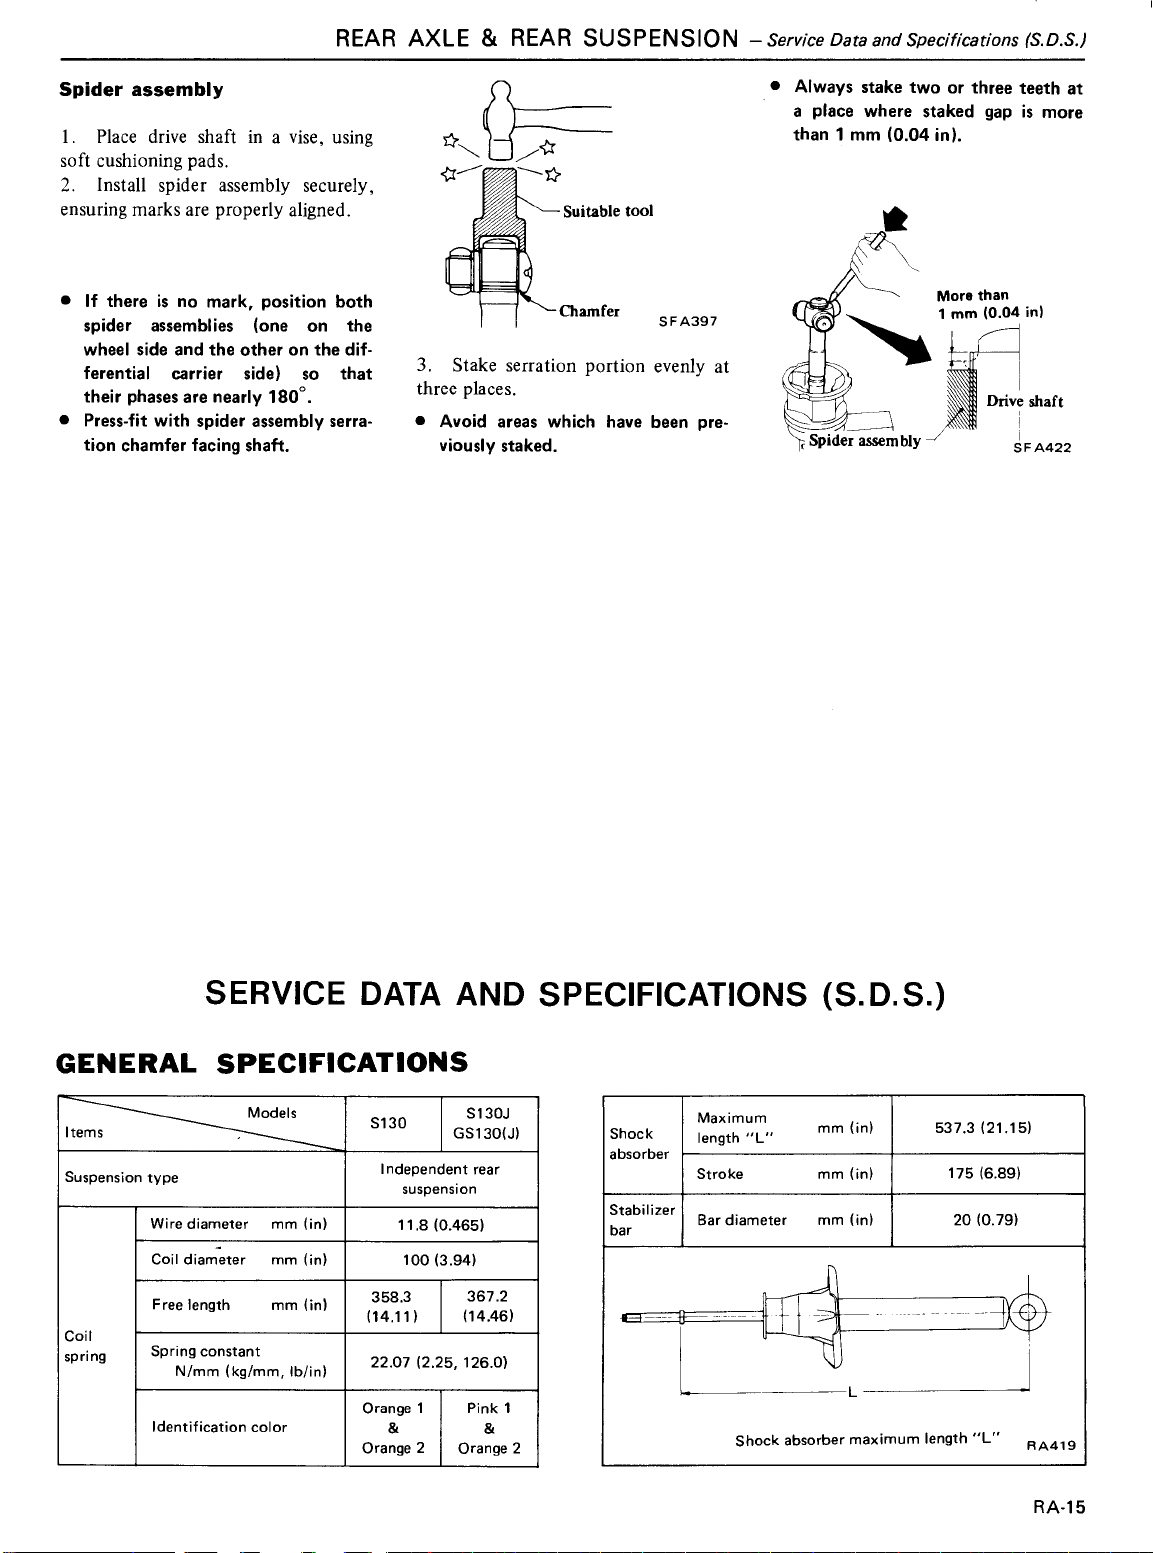 REAR AXLE & REAR SUSPENSION – Service Data and Specifications (S.D.S.)
Spider assembly
1. Place drive shaft in a vise, using
soft cushioning pads.
2. Install spider assembly securely,
ensuring marks are properly aligned.
• If there is no mark, position both
spider assemblies (one on the
wheel side and the other on the dif-
ferential carrier side) so that
their phases are nearly 180°.
• Press-fit with spider assembly serra-
tion chamfer facing shaft.
Suitable tool
Chamfer
SFA397
3. Stake serration portion evenly at
three places.
• Avoid areas which have been pre-
viously staked.
• Always stake two or three teeth at
a place where staked gap is more
than 1 mm (0.04 in).
More than
1 mm (0.04 in)
Drive shaft
Spider assembly
SFA422
SERVICE DATA AND SPECIFICATIONS (S.D.S.)
GENERAL SPECIFICATIONS
Models
Items
S130
S130J
GS130(J)
Suspension type
Independent rear
suspension
Coil
spring
Wire diameter mm (in)
11.8 (0.465)
Coil diameter mm (in)
100 (3.94)
Free length mm (in)
358.3
(14.11)
367.2
(14.46)
Spring constant
N/mm (kg/mm, lb/in)
22.07 (2.25, 126.0)
Identification color
Orange 1
&
Orange 2
Pink 1
&
Orange 2
Shock
absorber
Maximum
length "L"
mm (in)
537.3 (21.15)
Stroke mm (in)
175 (6.89)
Stabilizer
bar
Bar diameter mm (in)
20 (0.79)
L
Shock absorber maximum length "L"
RA419
RA-15